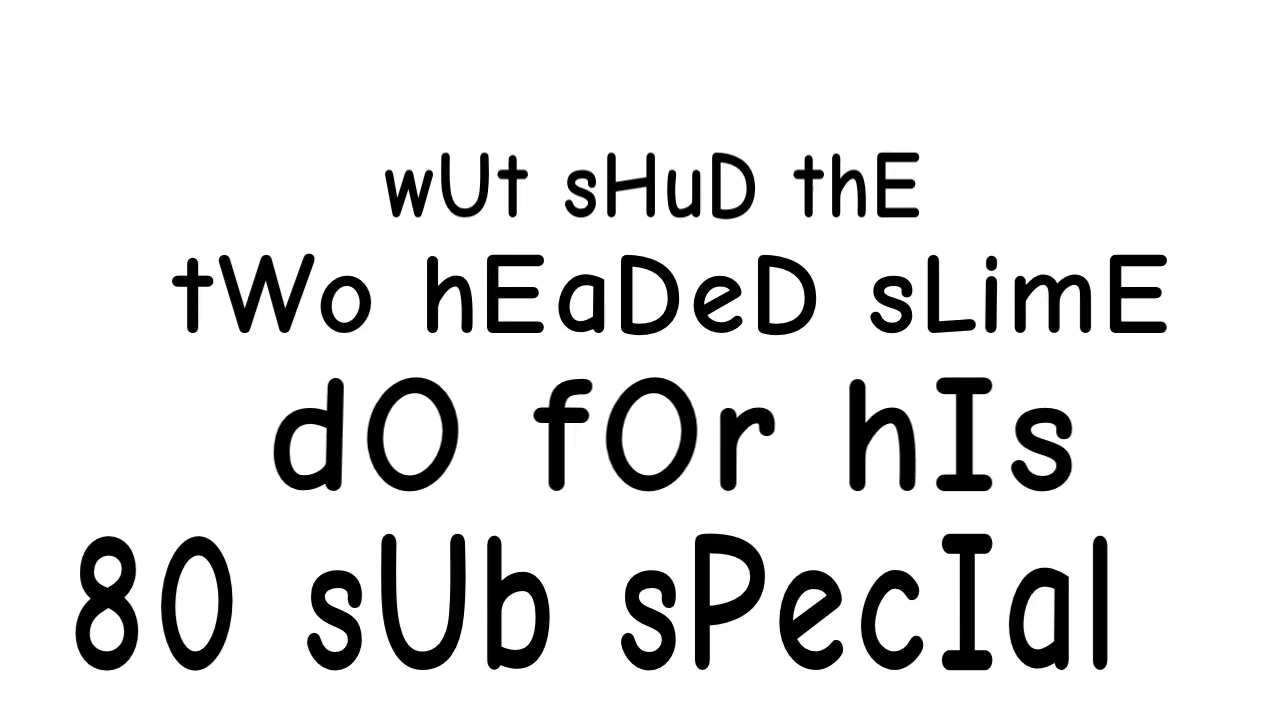 wUt sHuD thE
tWo hEaDeD sLimE
dO fOr hIs
80 sUb sPecIal